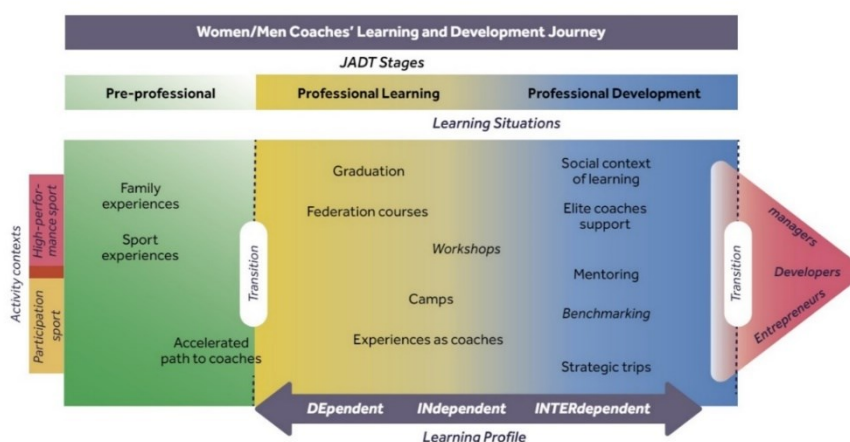 Women/Men Coaches' Learning and Development Journey
JADT Stages
Pre-professional
Professional Learning
Professional Development
Learning Situations
Activity contexts
High-perfor-
mance sport
Participation
sport
Family
experiences
Sport
experiences
Accelerated
path to coaches
Transition
Graduation
Federation courses
Workshops
Camps
Experiences as coaches
Social context
of learning
Elite coaches
support
Mentoring
Benchmarking
Strategic trips
Transition
managers
Developers
Entrepreneurs
DEpendent
INdependent
INTERdependent
Learning Profile